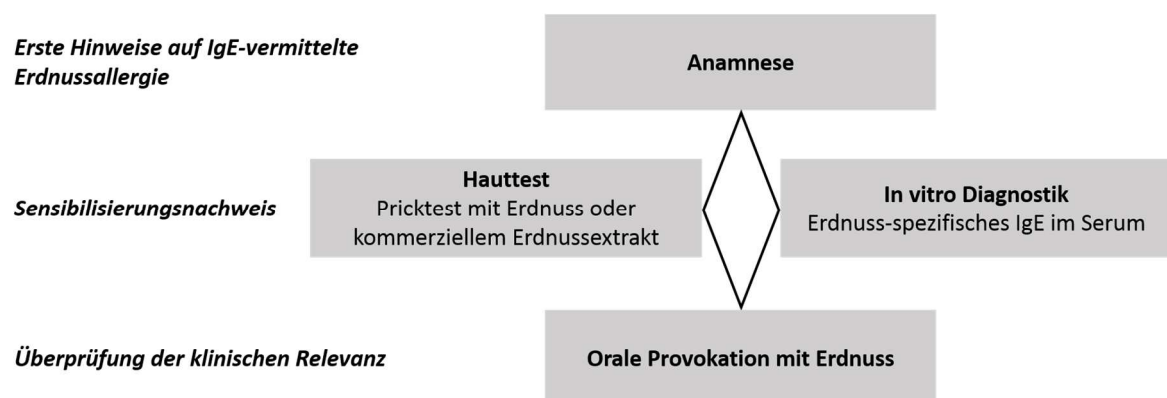 Erste Hinweise auf IgE-vermittelte
Erdnussallergie
Anamnese
Sensibilisierungsnachweis
Hauttest
Pricktest mit Erdnuss oder
kommerziellem Erdnussextrakt
In vitro Diagnostik
Erdnuss-spezifisches IgE im Serum
Überprüfung der klinischen Relevanz
Orale Provokation mit Erdnuss